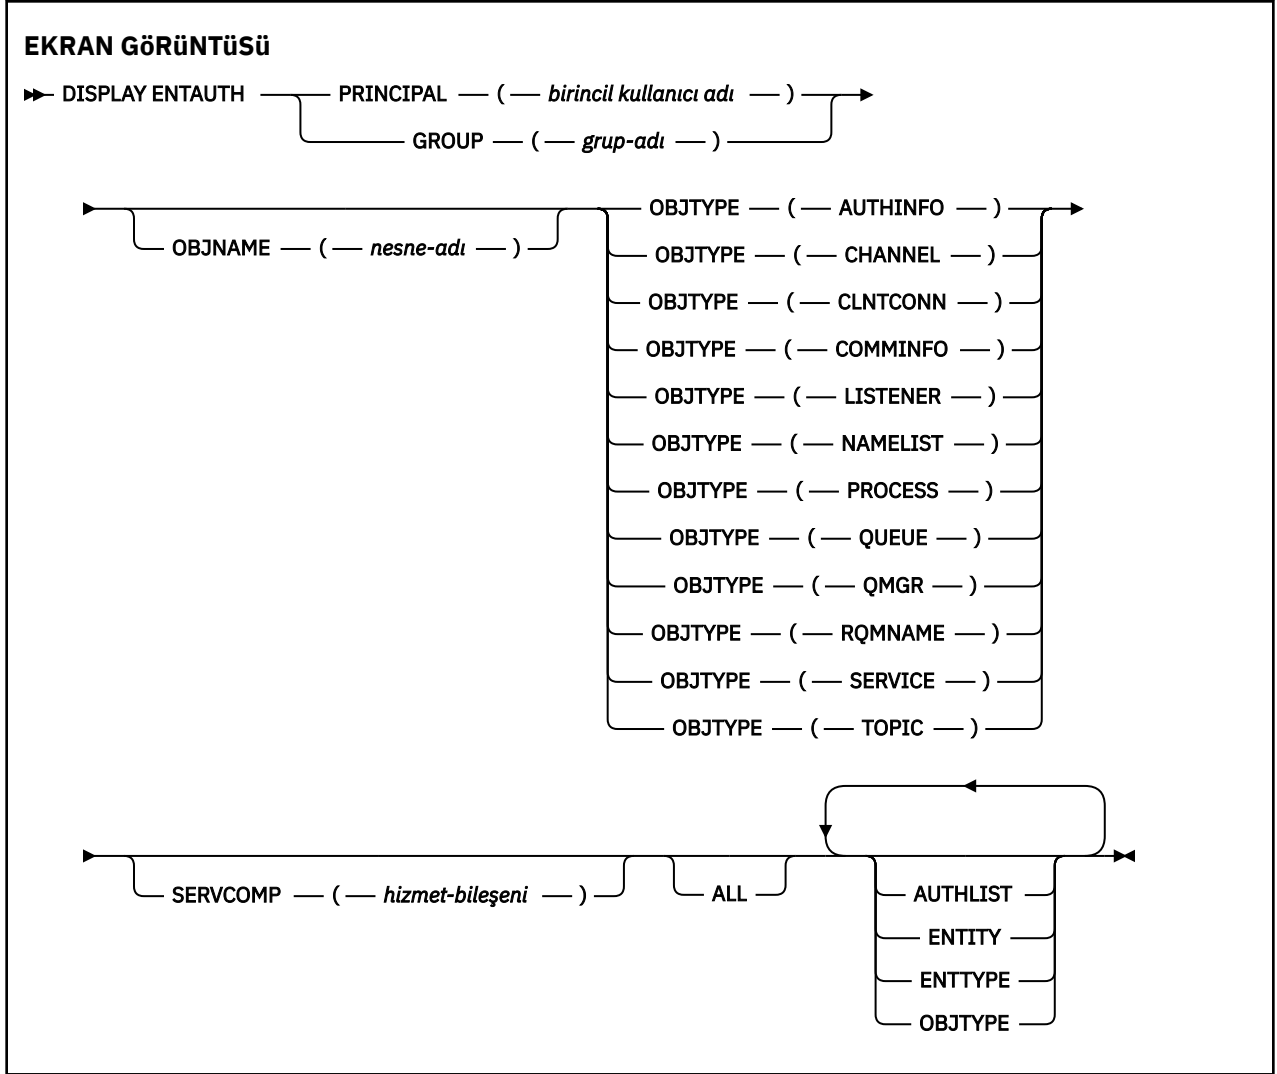 EKRAN GöRüNTüSü
DISPLAY ENTAUTH PRINCIPAL ( birincil kullanıcı adı )
GROUP ( grup-adı )
OBJNAME ( nesne-adı )
OBJTYPE ( AUTHINFO )
OBJTYPE ( CHANNEL )
OBJTYPE ( CLNTCONN )
OBJTYPE ( COMMINFO )
OBJTYPE ( LISTENER )
OBJTYPE ( NAMELIST )
OBJTYPE ( PROCESS )
OBJTYPE ( QUEUE )
OBJTYPE ( QMGR )
OBJTYPE ( RQMNAME )
OBJTYPE ( SERVICE )
OBJTYPE ( TOPIC )
SERVCOMP ( hizmet-bileşeni )
ALL
AUTHLIST
ENTITY
ENTTYPE
OBJTYPE